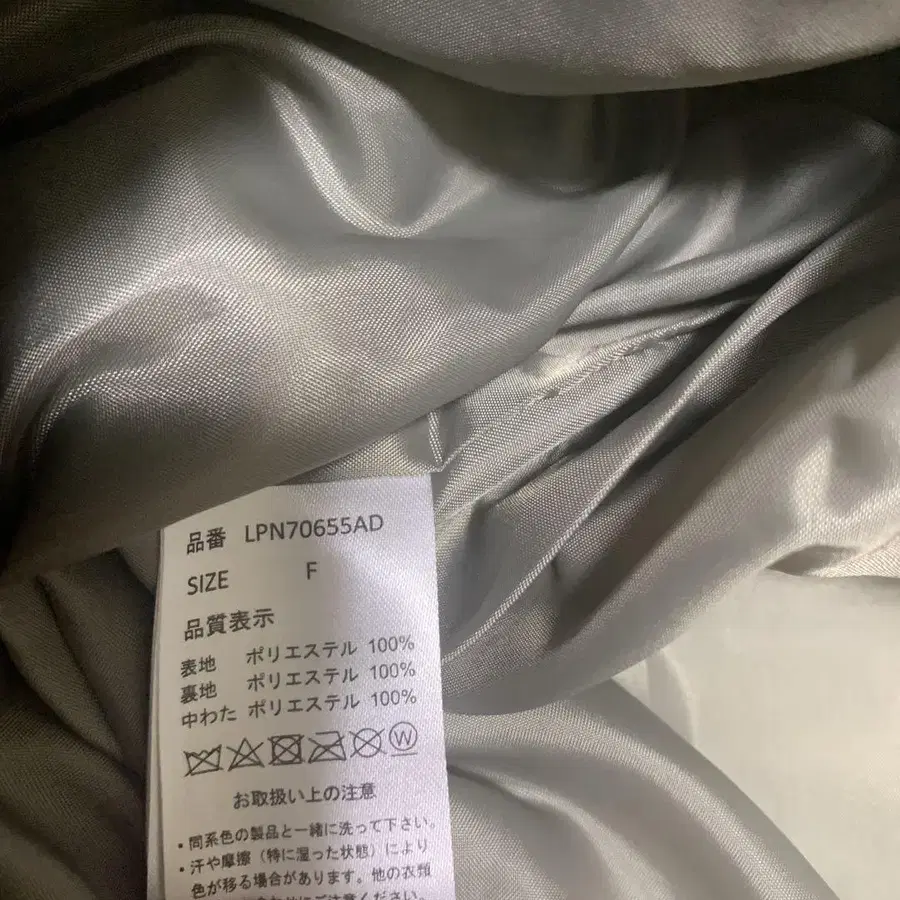 品番 LPN70655AD
SIZE F
品質表示
表地 ポリエステル 100%
裏地 ポリエステル 100%
中わた ポリエステル 100%
W
お取扱い上の注意
・同系色の製品と一緒に洗って下さい。
・汗や摩擦（特に湿った状態）により
色が移る場合があります。他の衣類